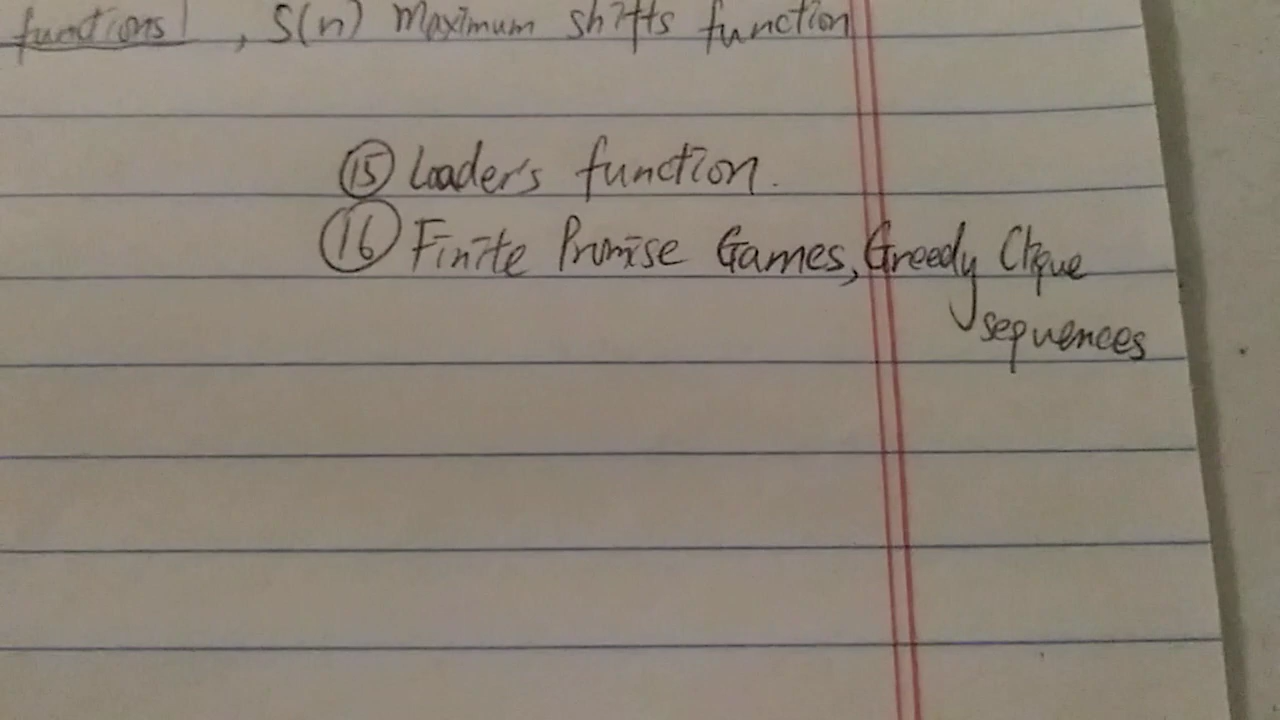 functions! , S(n) Maximum shifts function
⑮ Loader's function.
⑯ Finite Promise Games, Greedy Clique
sequences